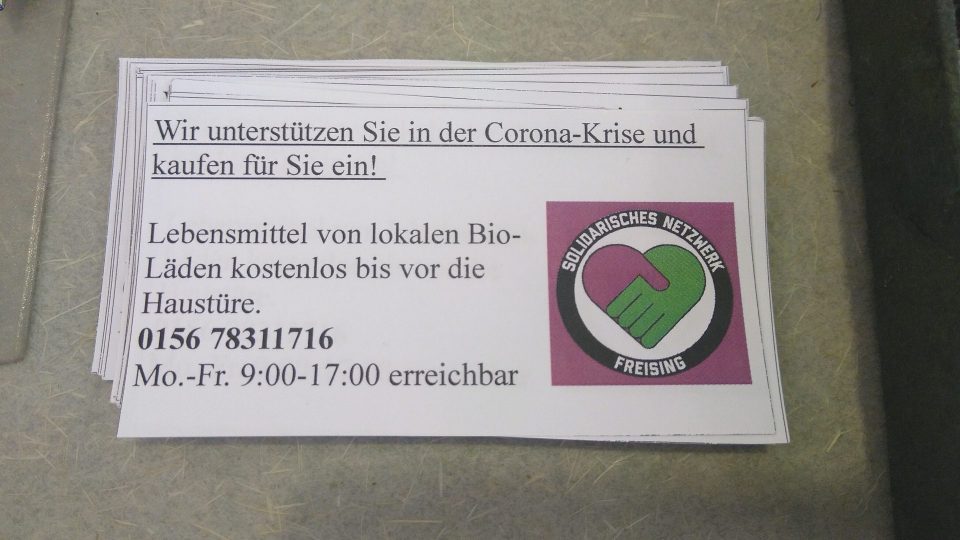 Wir unterstützen Sie in der Corona-Krise und
kaufen für Sie ein!
Lebensmittel von lokalen Bio-
Läden kostenlos bis vor die
Haustüre.
0156 78311716
Mo.-Fr. 9:00-17:00 erreichbar
SOLIDARISCHES NETZWERK
FREISING